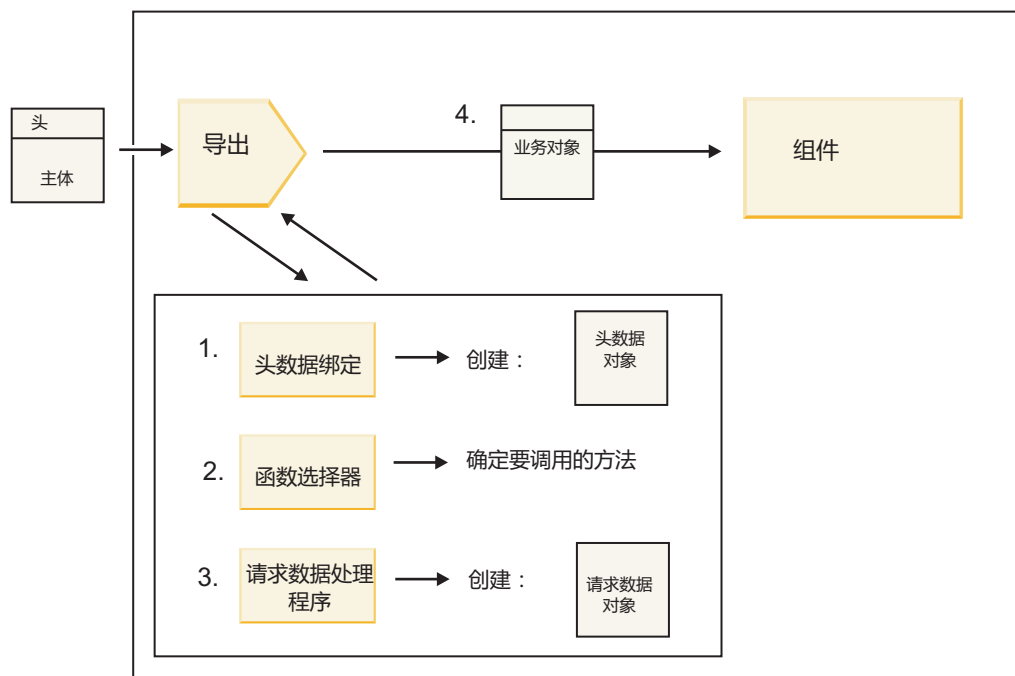 头
主体
导出
4.
业务对象
组件
1.
头数据绑定
创建：
头数据
对象
2.
函数选择器
确定要调用的方法
3.
请求数据处理
程序
创建：
请求数据
对象